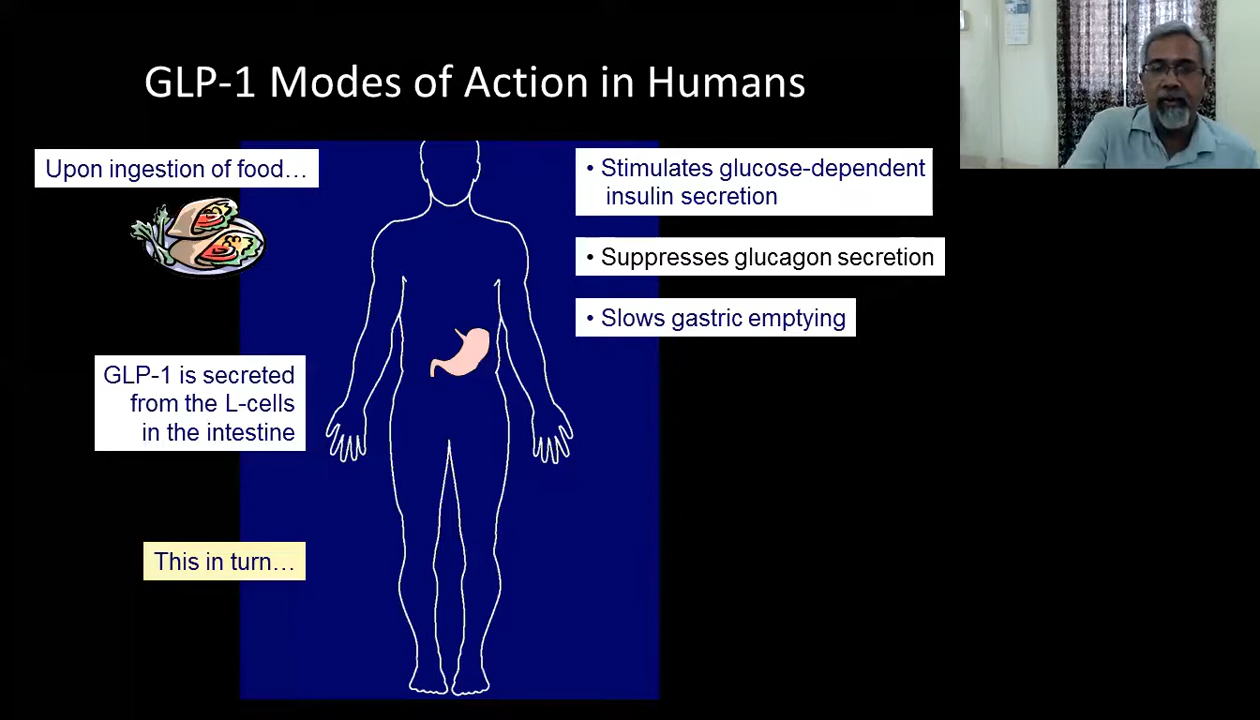 GLP-1 Modes of Action in Humans
Upon ingestion of food…
GLP-1 is secreted
from the L-cells
in the intestine
This in turn…
• Stimulates glucose-dependent
insulin secretion
• Suppresses glucagon secretion
• Slows gastric emptying